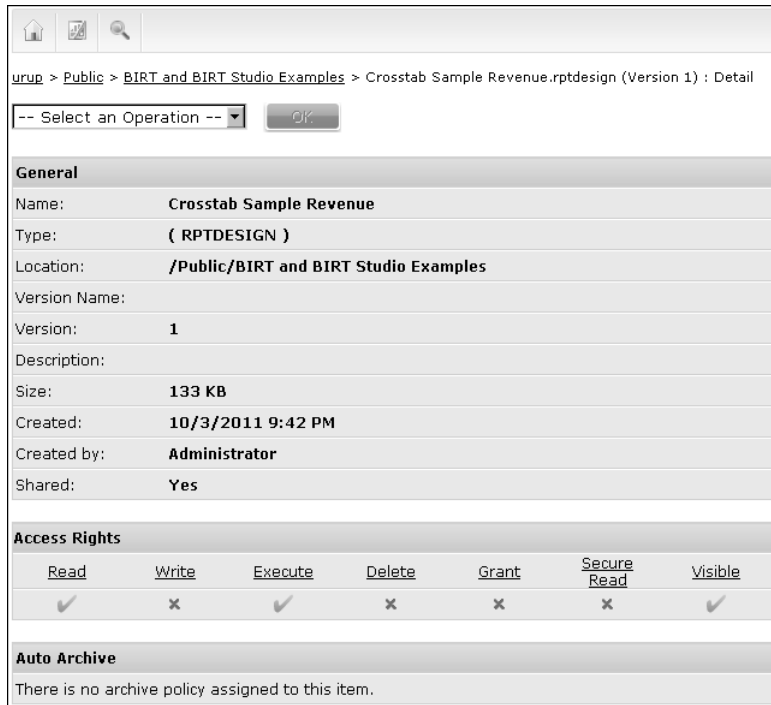 urup > Public > BIRT and BIRT Studio Examples > Crosstab Sample Revenue.rptdesign (Version 1) : Detail
-- Select an Operation -- OK
General
Name: Crosstab Sample Revenue
Type: ( RPTDESIGN )
Location: /Public/BIRT and BIRT Studio Examples
Version Name:
Version: 1
Description:
Size: 133 KB
Created: 10/3/2011 9:42 PM
Created by: Administrator
Shared: Yes
Access Rights
Read Write Execute Delete Grant Secure Read Visible
Auto Archive
There is no archive policy assigned to this item.